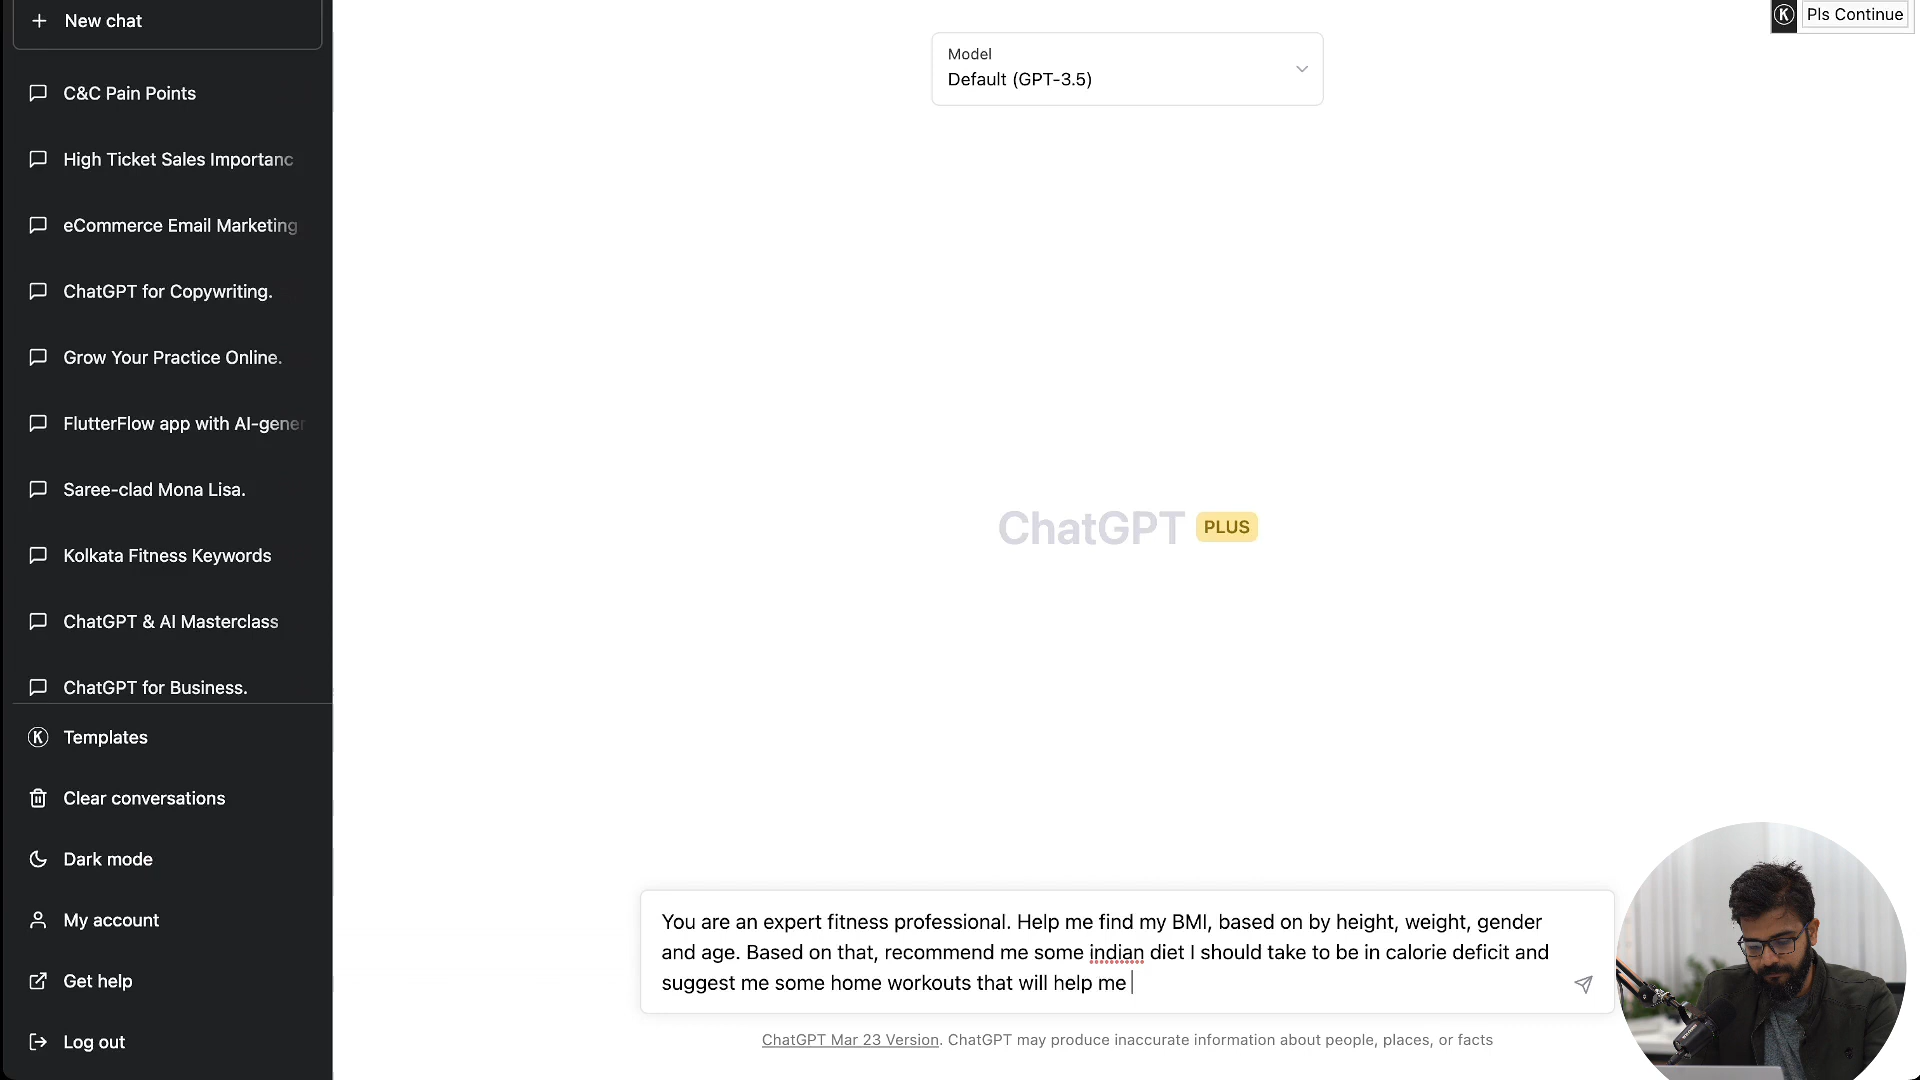 New chat
C&C Pain Points
High Ticket Sales Importanc
eCommerce Email Marketing
ChatGPT for Copywriting.
Grow Your Practice Online.
FlutterFlow app with AI-gener
Saree-clad Mona Lisa.
Kolkata Fitness Keywords
ChatGPT & AI Masterclass
ChatGPT for Business.
K Templates
Clear conversations
Dark mode
My account
Get help
Log out
K Pls Continue
Model
Default (GPT-3.5)
ChatGPT PLUS
You are an expert fitness professional. Help me find my BMI, based on by height, weight, gender
and age. Based on that, recommend me some indian diet I should take to be in calorie deficit and
suggest me some home workouts that will help me
ChatGPT Mar 23 Version. ChatGPT may produce inaccurate information about people, places, or facts